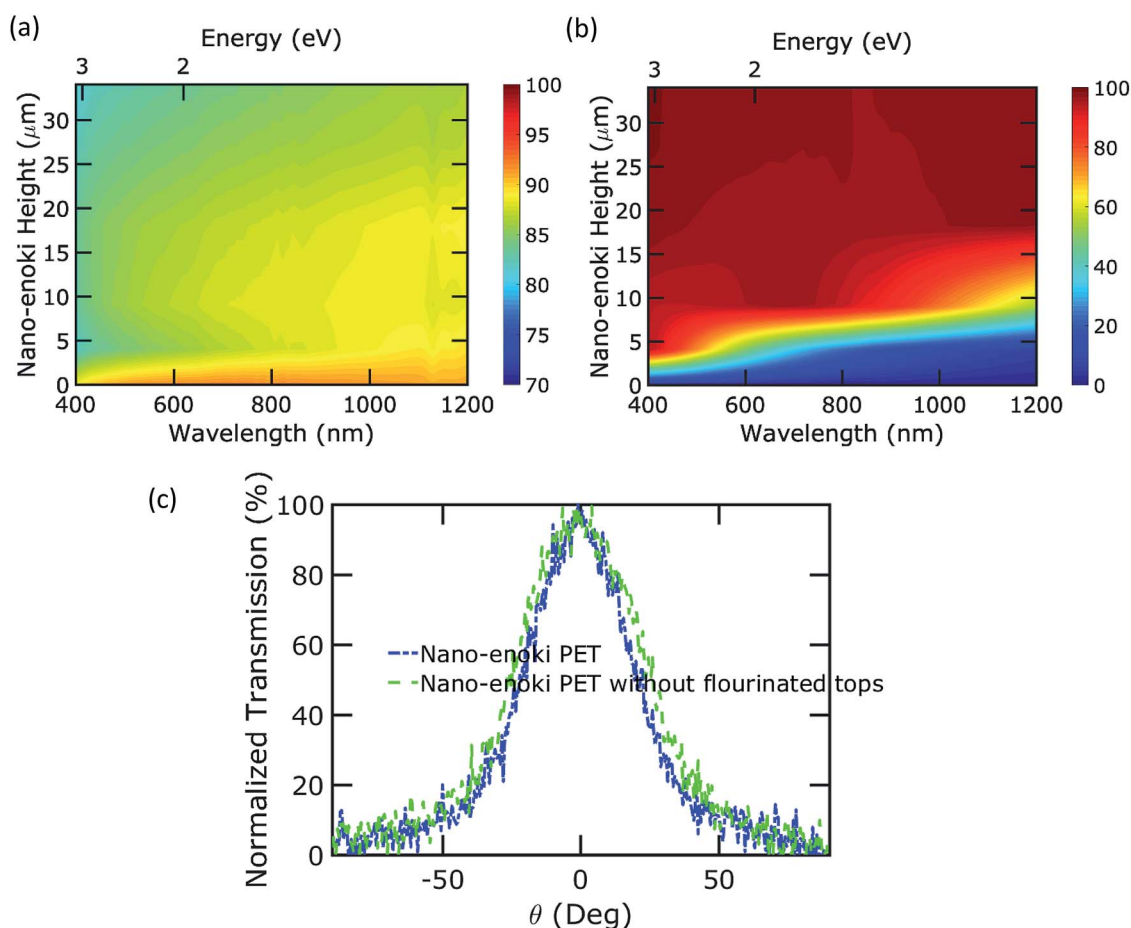 (a)
Energy (eV)
3 2
Nano-enoki Height (μm)
30
25
20
15
10
5
0
400 600 800 1000 1200
Wavelength (nm)
100
95
90
85
80
75
70
(b)
Energy (eV)
3 2
Nano-enoki Height (μm)
30
25
20
15
10
5
0
400 600 800 1000 1200
Wavelength (nm)
100
80
60
40
20
0
(c)
Normalized Transmission (%)
100
80
60
40
20
0
Nano-enoki PET
Nano-enoki PET without flourinated tops
-50 0 50
θ (Deg)